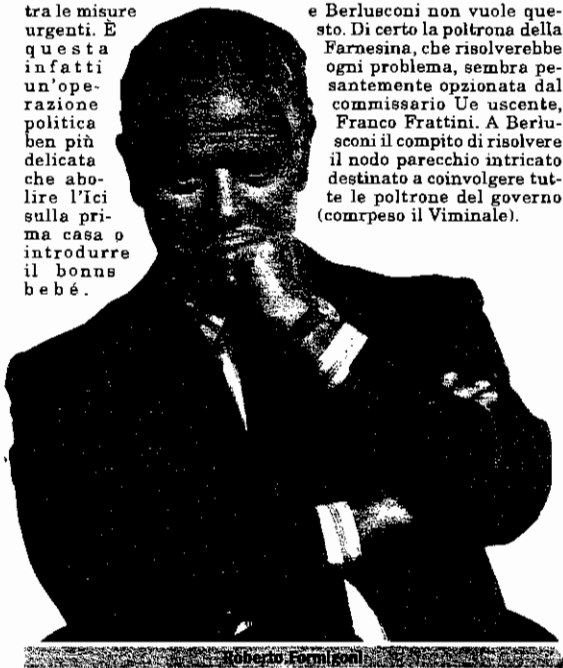 tra le misure
urgenti. È
questa
infatti
un'ope-
razione
politica
ben più
delicata
che abo-
lire l'Ici
sulla pri-
ma casa o
introdurre
il bonus
bebé.
e Berlusconi non vuole que-
sto. Di certo la poltrona della
Farnesina, che risolverebbe
ogni problema, sembra pe-
santemente opzionata dal
commissario Ue uscente,
Franco Frattini. A Berlu-
sconi il compito di risolvere
il nodo parecchio intricato
destinato a coinvolgere tut-
te le poltrone del governo
(comrpeso il Viminale).
Roberto Formigoni